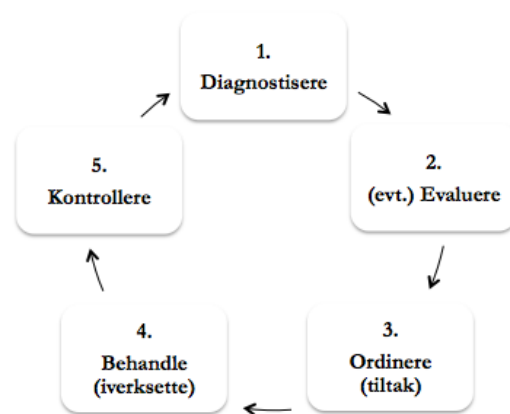 1.
Diagnostisere
2.
(evt.) Evaluere
3.
Ordinere
(tiltak)
4.
Behandle
(iverksette)
5.
Kontrollere